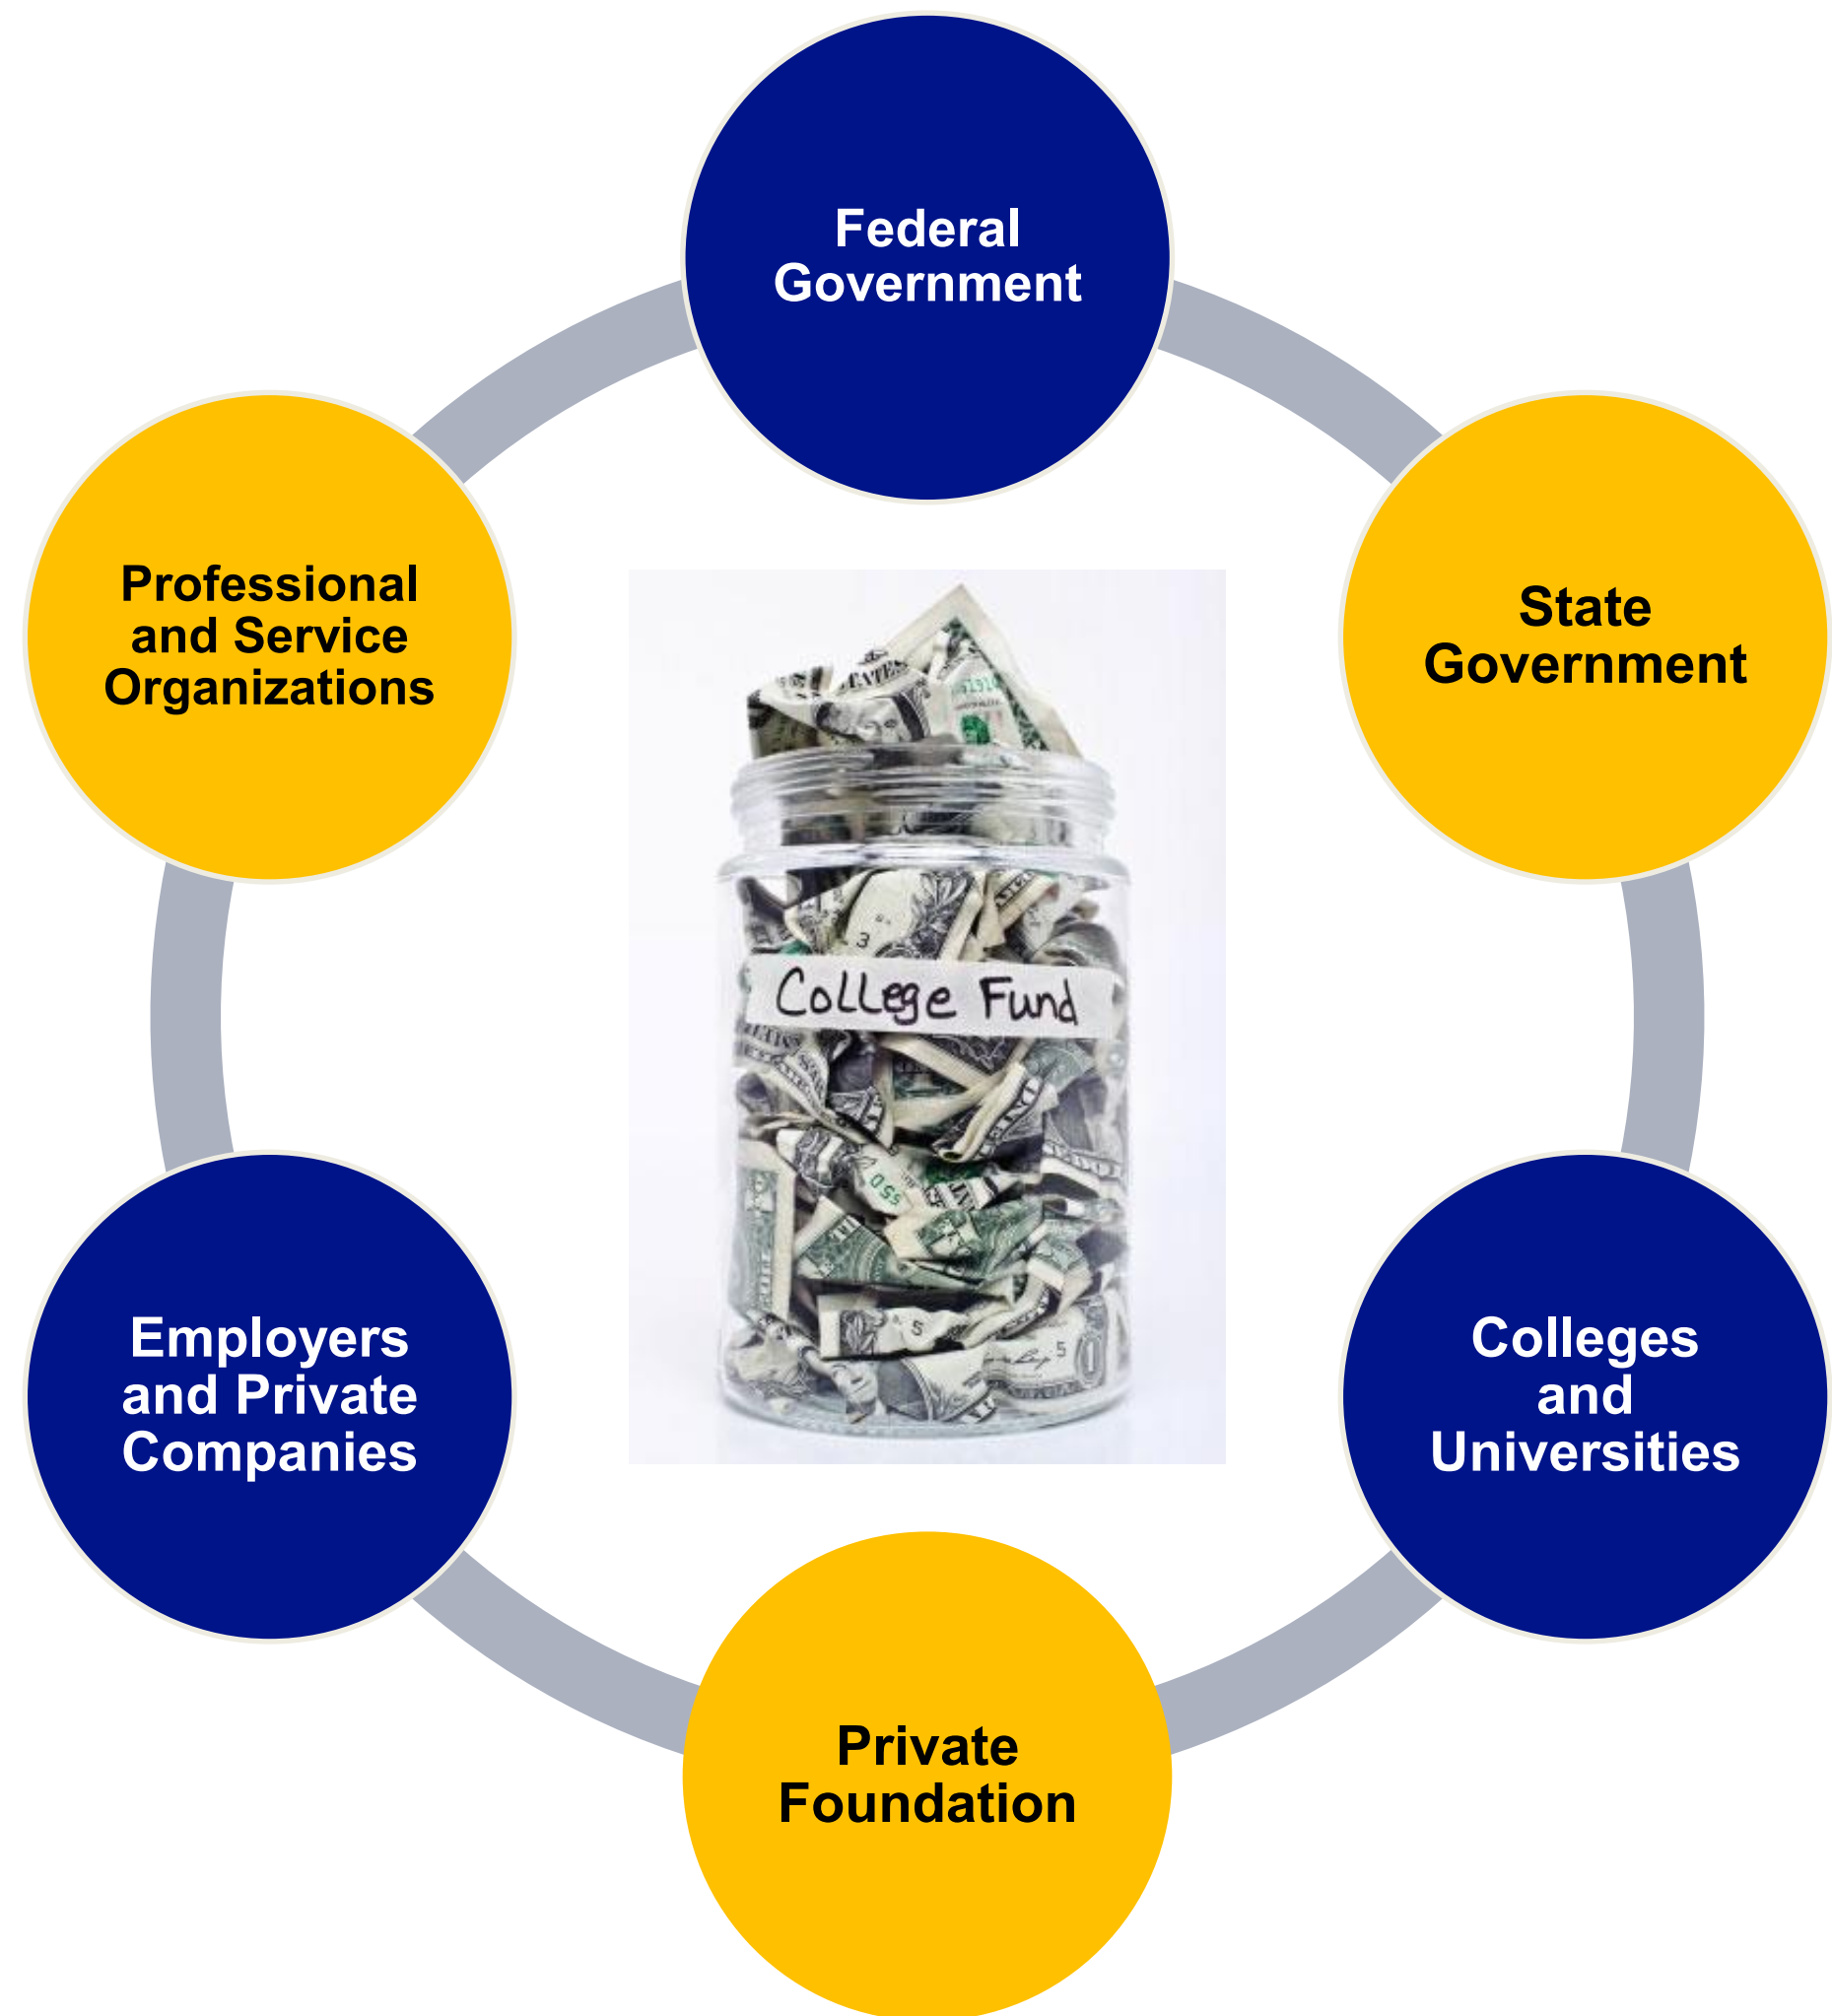 Federal
Government
State
Government
Colleges
and
Universities
Private
Foundation
Employers
and Private
Companies
Professional
and Service
Organizations
College Fund